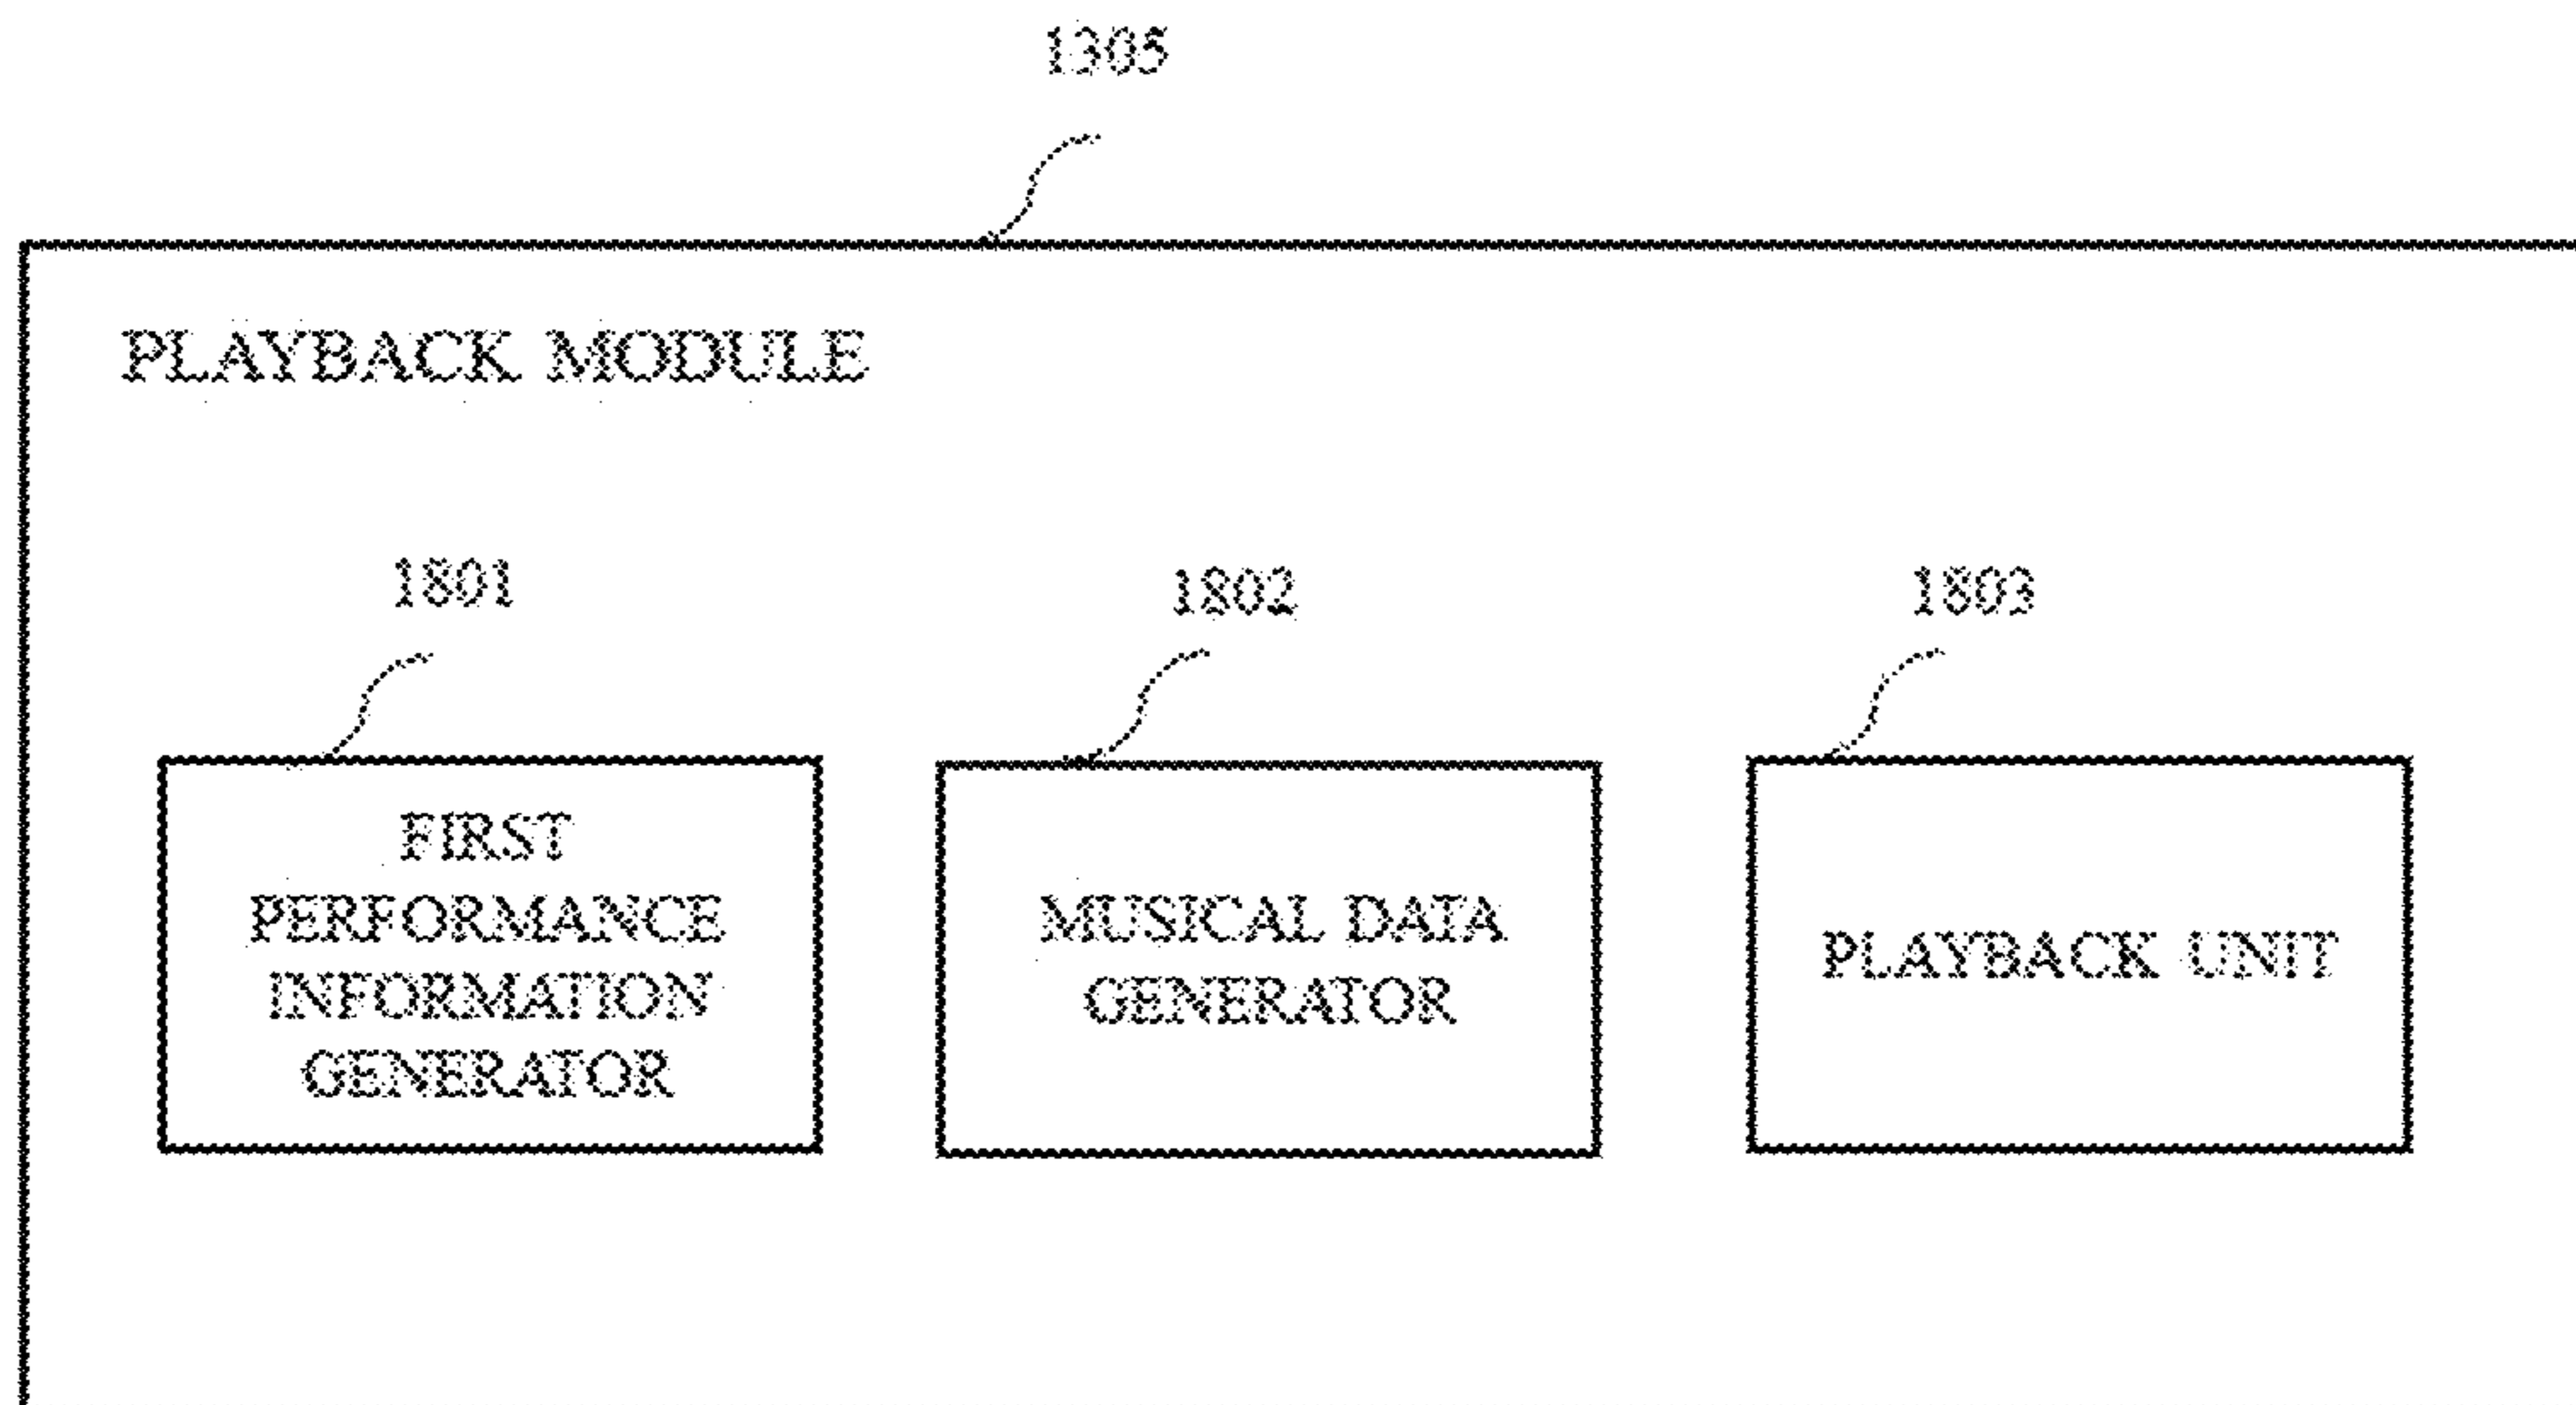 1305
PLAYBACK MODULE
1801
1802
1803
FIRST
PERFORMANCE
INFORMATION
GENERATOR
MUSICAL DATA
GENERATOR
PLAYBACK UNIT